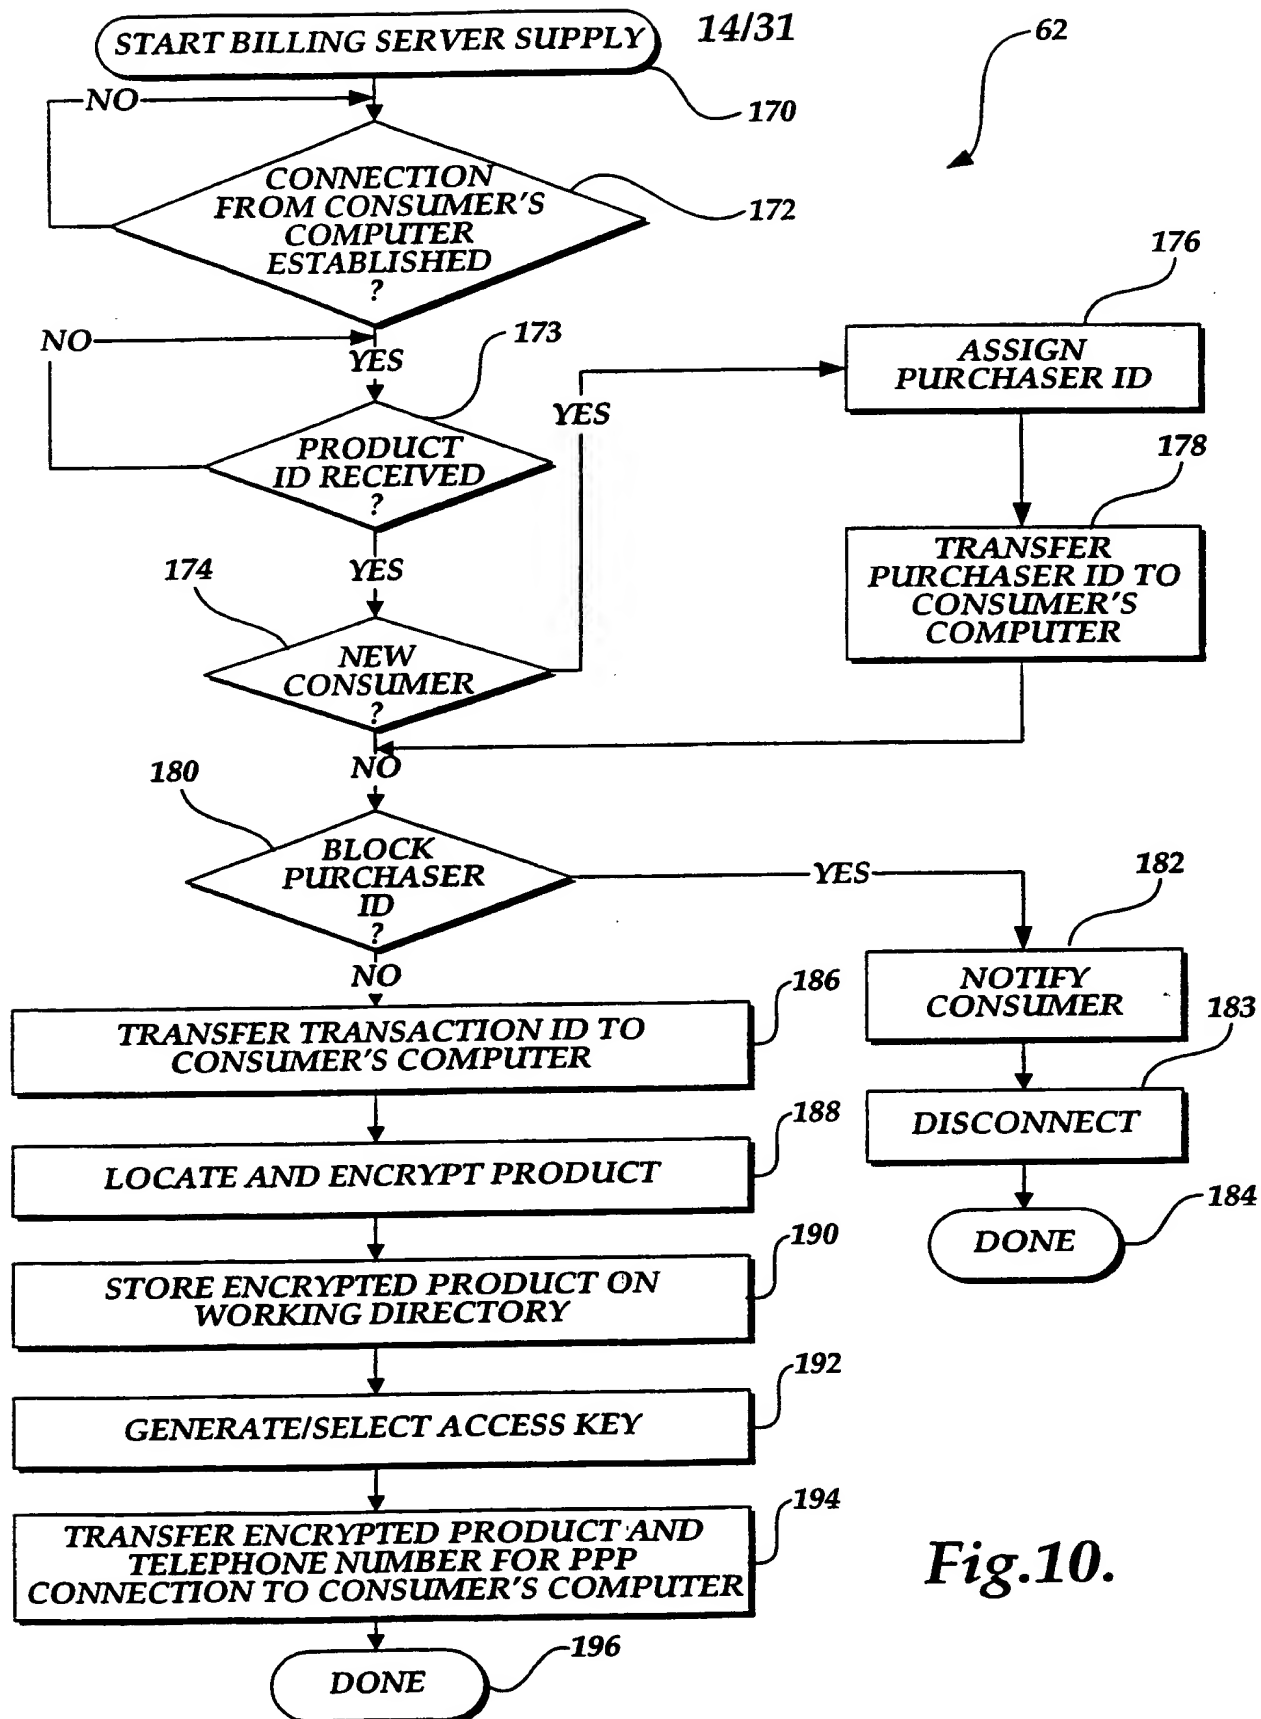 START BILLING SERVER SUPPLY
14/31
62
NO
170
CONNECTION
FROM CONSUMER'S
COMPUTER
ESTABLISHED
?
172
176
NO
173
YES
ASSIGN
PURCHASER ID
YES
PRODUCT
ID RECEIVED
?
178
174
YES
TRANSFER
PURCHASER ID TO
CONSUMER'S
COMPUTER
NEW
CONSUMER
?
NO
180
BLOCK
PURCHASER
ID
?
YES
182
NO
NOTIFY
CONSUMER
186
TRANSFER TRANSACTION ID TO
CONSUMER'S COMPUTER
183
DISCONNECT
188
LOCATE AND ENCRYPT PRODUCT
184
DONE
190
STORE ENCRYPTED PRODUCT ON
WORKING DIRECTORY
192
GENERATE/SELECT ACCESS KEY
194
TRANSFER ENCRYPTED PRODUCT AND
TELEPHONE NUMBER FOR PPP
CONNECTION TO CONSUMER'S COMPUTER
Fig.10.
196
DONE